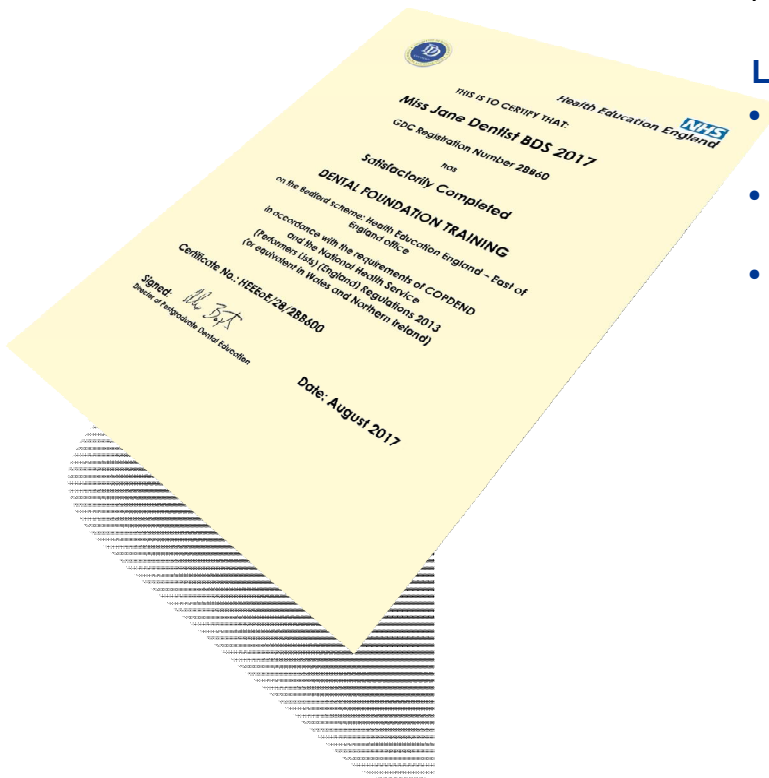 Health Education England
NHS
THIS IS TO CERTIFY THAT:
Miss Jane Dentist BDS 2017
GDC Registration Number 2BB60
has
Satisfactorily Completed
DENTAL FOUNDATION TRAINING
on the Bedford scheme: Health Education England – East of
England office
in accordance with the requirements of COPDEND
and the National Health Service
(Performers Lists) (England) Regulations 2013
(or equivalent in Wales and Northern Ireland)
Certificate No.: HEEEoE/28/2BB600
Signed:
Director of Postgraduate Dental Education
Date: August 2017
L